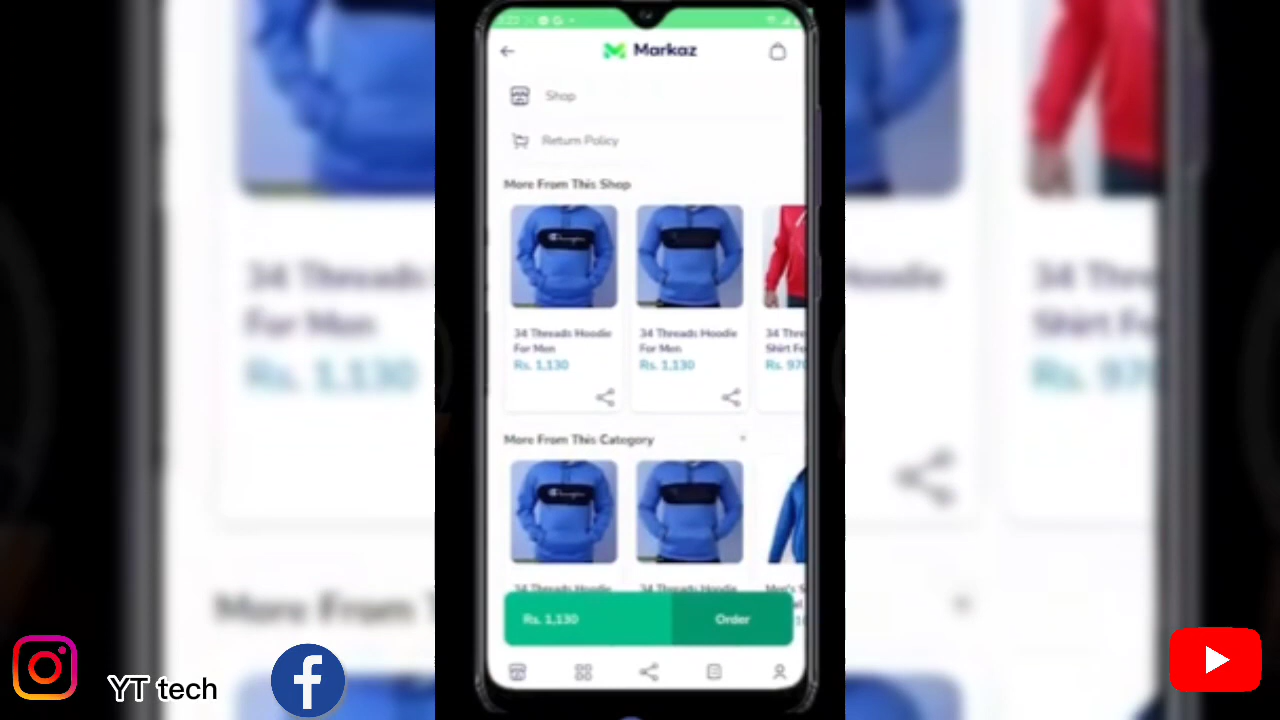 Markaz
Shop
Return Policy
More From This Shop
34 Threads Hoodie
For Men
Rs. 1,130
34 Threads Hoodie
For Men
Rs. 1,130
34 Thre
Shirt Fo
Rs. 970
More From This Category
34 Threads Hoodie
34 Threads Hoodie
Men's S
Rs. 1,130
Order
YT tech